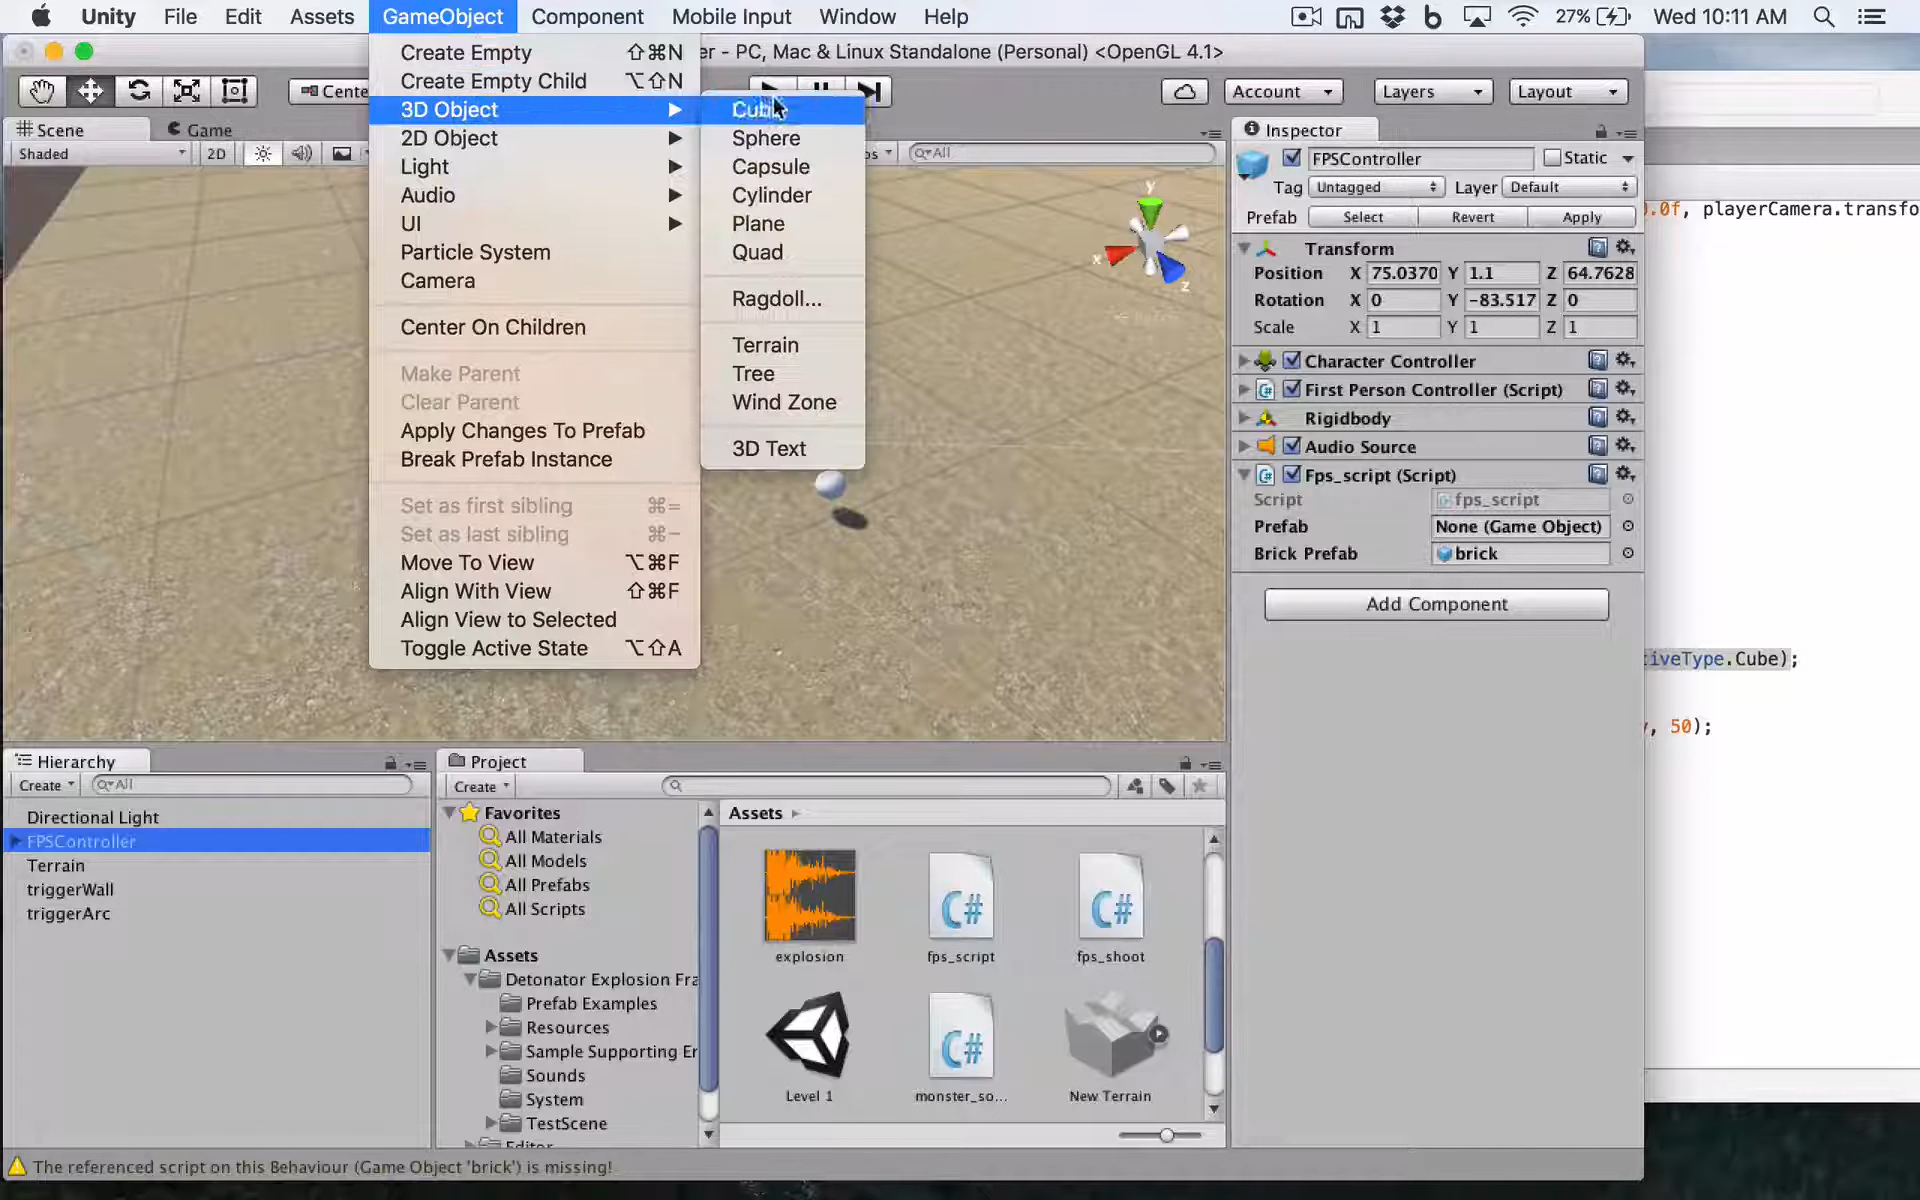 Unity File Edit Assets GameObject Component Mobile Input Window Help 27% Wed 10:11 AM
er - PC, Mac & Linux Standalone (Personal) <OpenGL 4.1>
Create Empty ⇧⌘N
Create Empty Child ⌥⇧N
3D Object
2D Object
Light
Audio
UI
Particle System
Camera
Center On Children
Make Parent
Clear Parent
Apply Changes To Prefab
Break Prefab Instance
Set as first sibling ⌘=
Set as last sibling ⌘-
Move To View ⌥⌘F
Align With View ⇧⌘F
Align View to Selected
Toggle Active State ⌥⇧A
Cube
Sphere
Capsule
Cylinder
Plane
Quad
Ragdoll...
Terrain
Tree
Wind Zone
3D Text
Cente
Account Layers Layout
Scene Game
Shaded 2D os All
y
x
z
Inspector
FPSController Static
Tag Untagged Layer Default
Prefab Select Revert Apply
Transform
Position X 75.0370 Y 1.1 Z 64.7628
Rotation X 0 Y -83.517 Z 0
Scale X 1 Y 1 Z 1
Character Controller
First Person Controller (Script)
Rigidbody
Audio Source
Fps_script (Script)
Script fps_script
Prefab None (Game Object)
Brick Prefab brick
Add Component
.0f, playerCamera.transfo
tiveType.Cube);
, 50);
Hierarchy
Create All
Directional Light
FPSController
Terrain
triggerWall
triggerArc
Project
Create
Favorites
All Materials
All Models
All Prefabs
All Scripts
Assets
Detonator Explosion Fra
Prefab Examples
Resources
Sample Supporting Er
Sounds
System
TestScene
Editor
Assets
C# C#
explosion fps_script fps_shoot
C#
Level 1 monster_so... New Terrain
The referenced script on this Behaviour (Game Object 'brick') is missing!